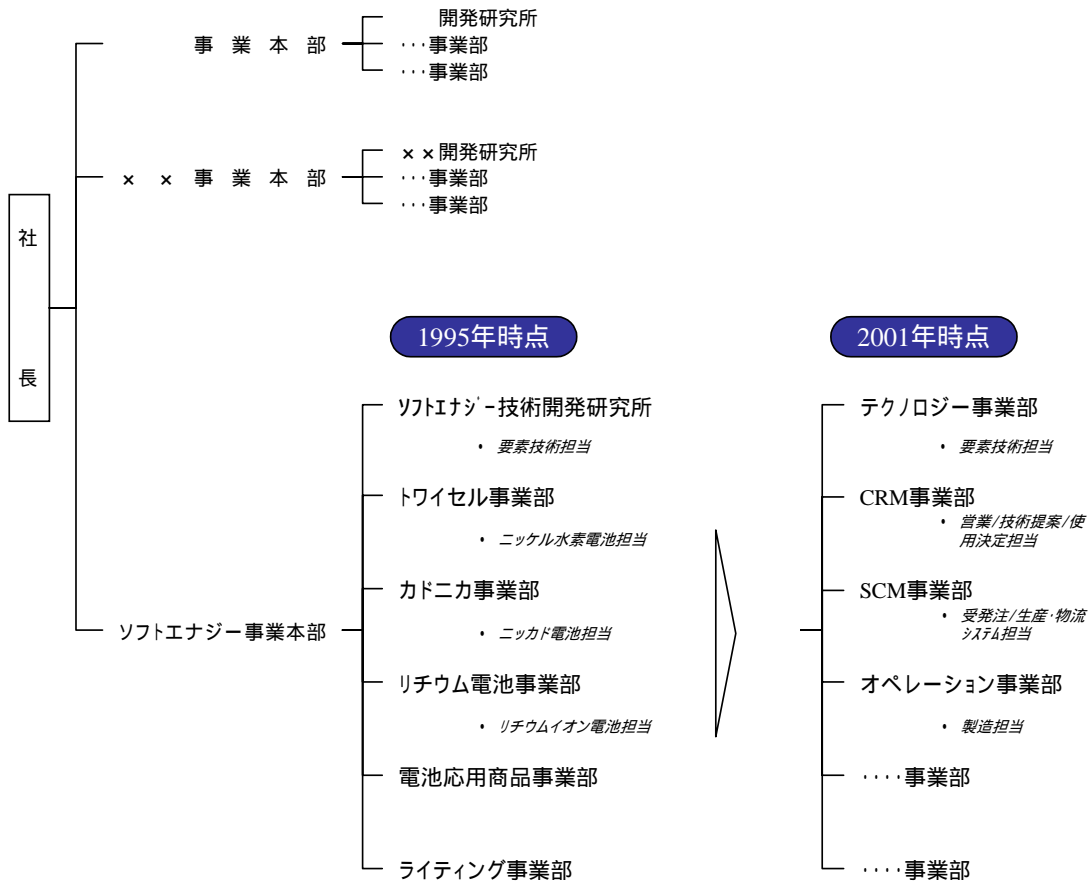 開発研究所
事業本部
・・・事業部
・・・事業部
××開発研究所
××事業本部
・・・事業部
・・・事業部
社長
1995年時点
2001年時点
ソフトエナジー事業本部
ソフトエナジー技術開発研究所
・ 要素技術担当
トワイセル事業部
・ ニッケル水素電池担当
カドニカ事業部
・ ニッカド電池担当
リチウム電池事業部
・ リチウムイオン電池担当
電池応用商品事業部
ライティング事業部
テクノロジー事業部
・ 要素技術担当
CRM事業部
・ 営業/技術提案/使
用決定担当
SCM事業部
・ 受発注/生産・物流
システム担当
オペレーション事業部
・ 製造担当
・・・・事業部
・・・・事業部